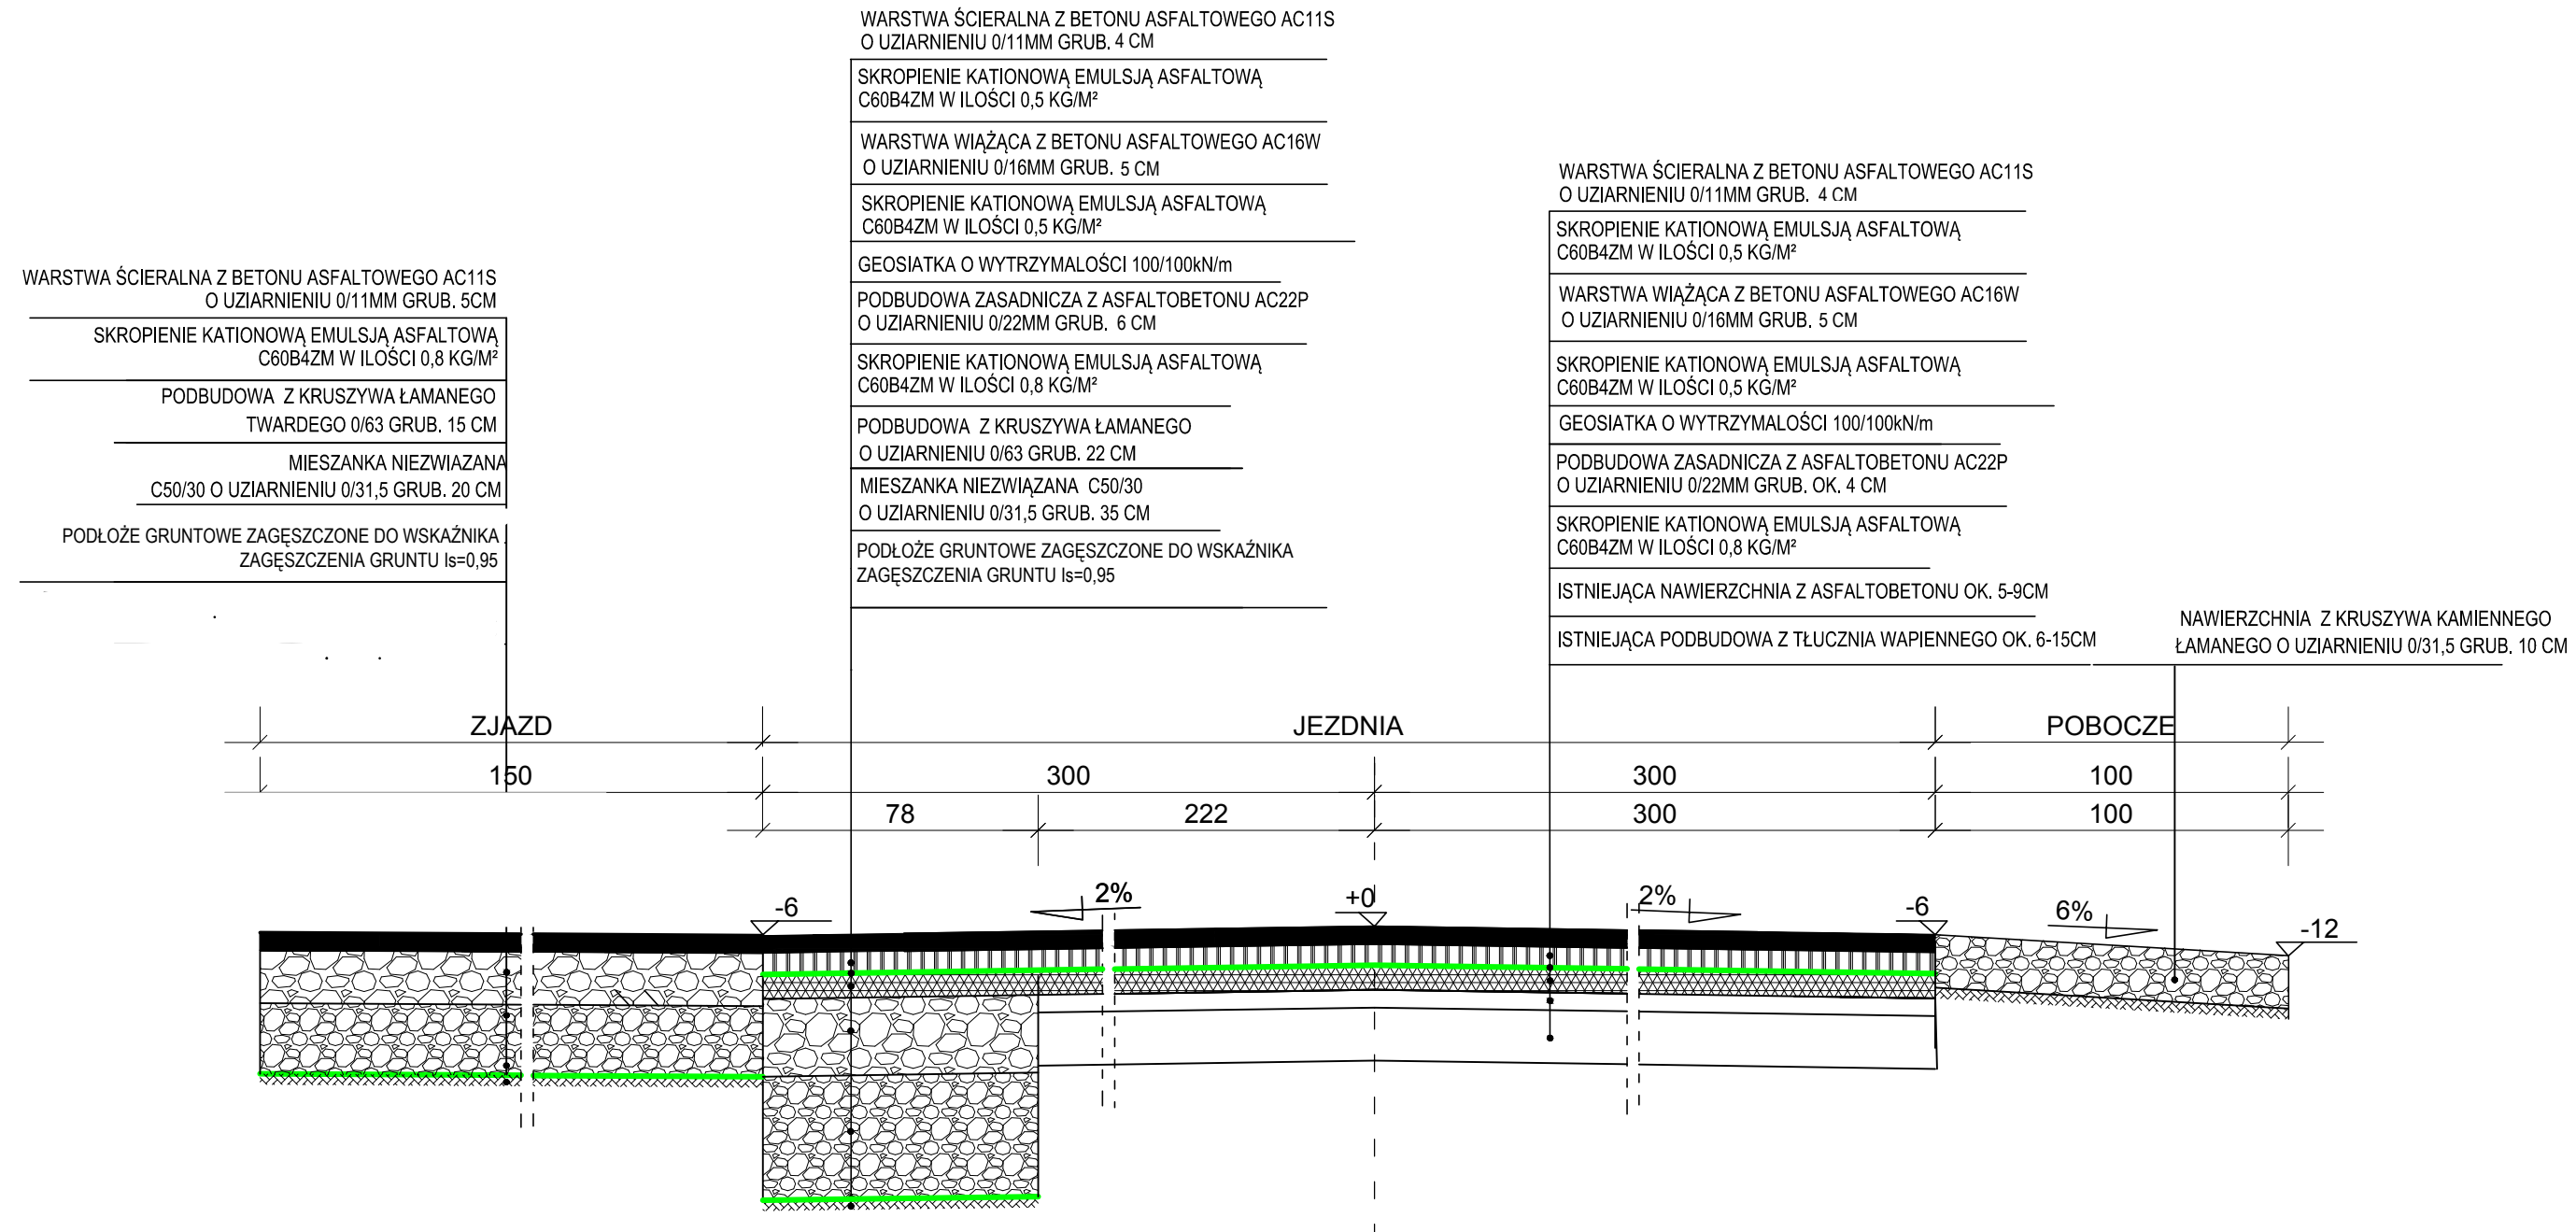 WARSTWA ŚCIERALNA Z BETONU ASFALTOWEGO AC11S
O UZIARNIENIU 0/11MM GRUB. 5CM
SKROPIENIE KATIONOWĄ EMULSJĄ ASFALTOWĄ
C60B4ZM W ILOŚCI 0,8 KG/M²
PODBUDOWA Z KRUSZYWA ŁAMANEGO
TWARDEGO 0/63 GRUB. 15 CM
MIESZANKA NIEZWIAZANA
C50/30 O UZIARNIENIU 0/31,5 GRUB. 20 CM
PODŁOŻE GRUNTOWE ZAGĘSZCZONE DO WSKAŹNIKA
ZAGĘSZCZENIA GRUNTU Is=0,95
WARSTWA ŚCIERALNA Z BETONU ASFALTOWEGO AC11S
O UZIARNIENIU 0/11MM GRUB. 4 CM
SKROPIENIE KATIONOWĄ EMULSJĄ ASFALTOWĄ
C60B4ZM W ILOŚCI 0,5 KG/M²
WARSTWA WIĄŻĄCA Z BETONU ASFALTOWEGO AC16W
O UZIARNIENIU 0/16MM GRUB. 5 CM
SKROPIENIE KATIONOWĄ EMULSJĄ ASFALTOWĄ
C60B4ZM W ILOŚCI 0,5 KG/M²
GEOSIATKA O WYTRZYMALOŚCI 100/100kN/m
PODBUDOWA ZASADNICZA Z ASFALTOBETONU AC22P
O UZIARNIENIU 0/22MM GRUB. 6 CM
SKROPIENIE KATIONOWĄ EMULSJĄ ASFALTOWĄ
C60B4ZM W ILOŚCI 0,8 KG/M²
PODBUDOWA Z KRUSZYWA ŁAMANEGO
O UZIARNIENIU 0/63 GRUB. 22 CM
MIESZANKA NIEZWIĄZANA C50/30
O UZIARNIENIU 0/31,5 GRUB. 35 CM
PODŁOŻE GRUNTOWE ZAGĘSZCZONE DO WSKAŹNIKA
ZAGĘSZCZENIA GRUNTU Is=0,95
WARSTWA ŚCIERALNA Z BETONU ASFALTOWEGO AC11S
O UZIARNIENIU 0/11MM GRUB. 4 CM
SKROPIENIE KATIONOWĄ EMULSJĄ ASFALTOWĄ
C60B4ZM W ILOŚCI 0,5 KG/M²
WARSTWA WIĄŻĄCA Z BETONU ASFALTOWEGO AC16W
O UZIARNIENIU 0/16MM GRUB. 5 CM
SKROPIENIE KATIONOWĄ EMULSJĄ ASFALTOWĄ
C60B4ZM W ILOŚCI 0,5 KG/M²
GEOSIATKA O WYTRZYMALOŚCI 100/100kN/m
PODBUDOWA ZASADNICZA Z ASFALTOBETONU AC22P
O UZIARNIENIU 0/22MM GRUB. OK. 4 CM
SKROPIENIE KATIONOWĄ EMULSJĄ ASFALTOWĄ
C60B4ZM W ILOŚCI 0,8 KG/M²
ISTNIEJĄCA NAWIERZCHNIA Z ASFALTOBETONU OK. 5-9CM
ISTNIEJĄCA PODBUDOWA Z TŁUCZNIA WAPIENNEGO OK. 6-15CM
NAWIERZCHNIA Z KRUSZYWA KAMIENNEGO
ŁAMANEGO O UZIARNIENIU 0/31,5 GRUB. 10 CM
ZJAZD JEZDNIA POBOCZE
150 300 300 100
78 222 300 100
-6 2% +0 2% -6 6% -12